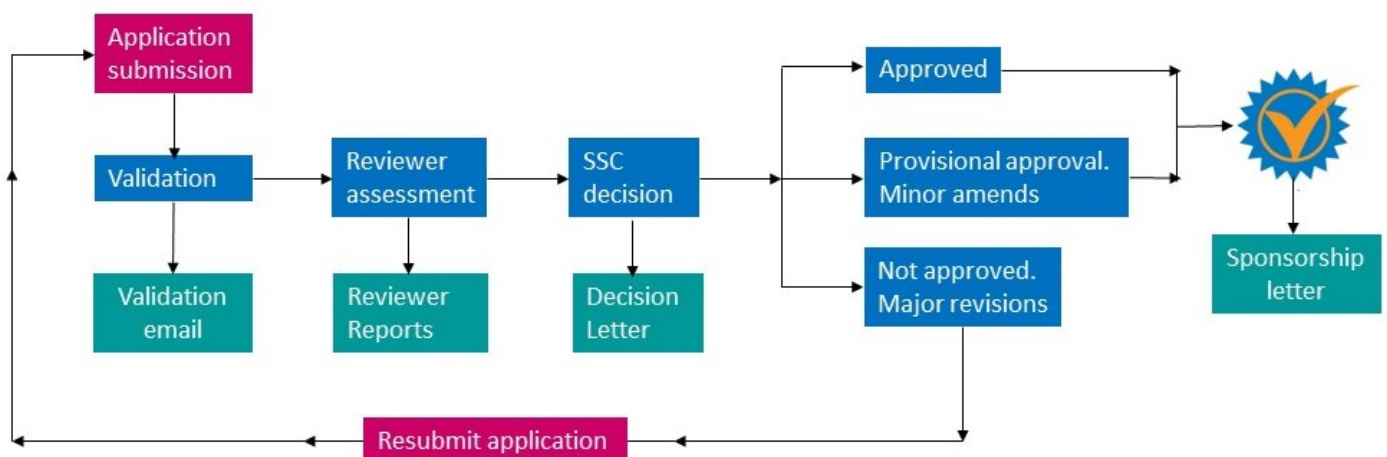 Application
submission
Approved
Validation
Reviewer
assessment
SSC
decision
Provisional approval.
Minor amends
Validation
email
Reviewer
Reports
Decision
Letter
Not approved.
Major revisions
Sponsorship
letter
Resubmit application